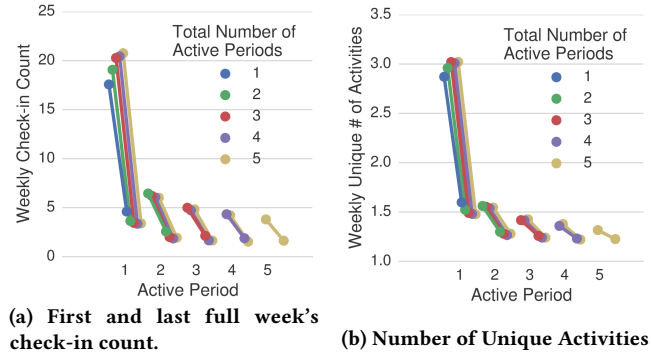 25
20
15
10
5
0
Weekly Check-in Count
Total Number of
Active Periods
1
2
3
4
5
1 2 3 4 5
Active Period
(a) First and last full week's
check-in count.
3.5
3.0
2.5
2.0
1.5
1.0
Weekly Unique # of Activities
Total Number of
Active Periods
1
2
3
4
5
1 2 3 4 5
Active Period
(b) Number of Unique Activities